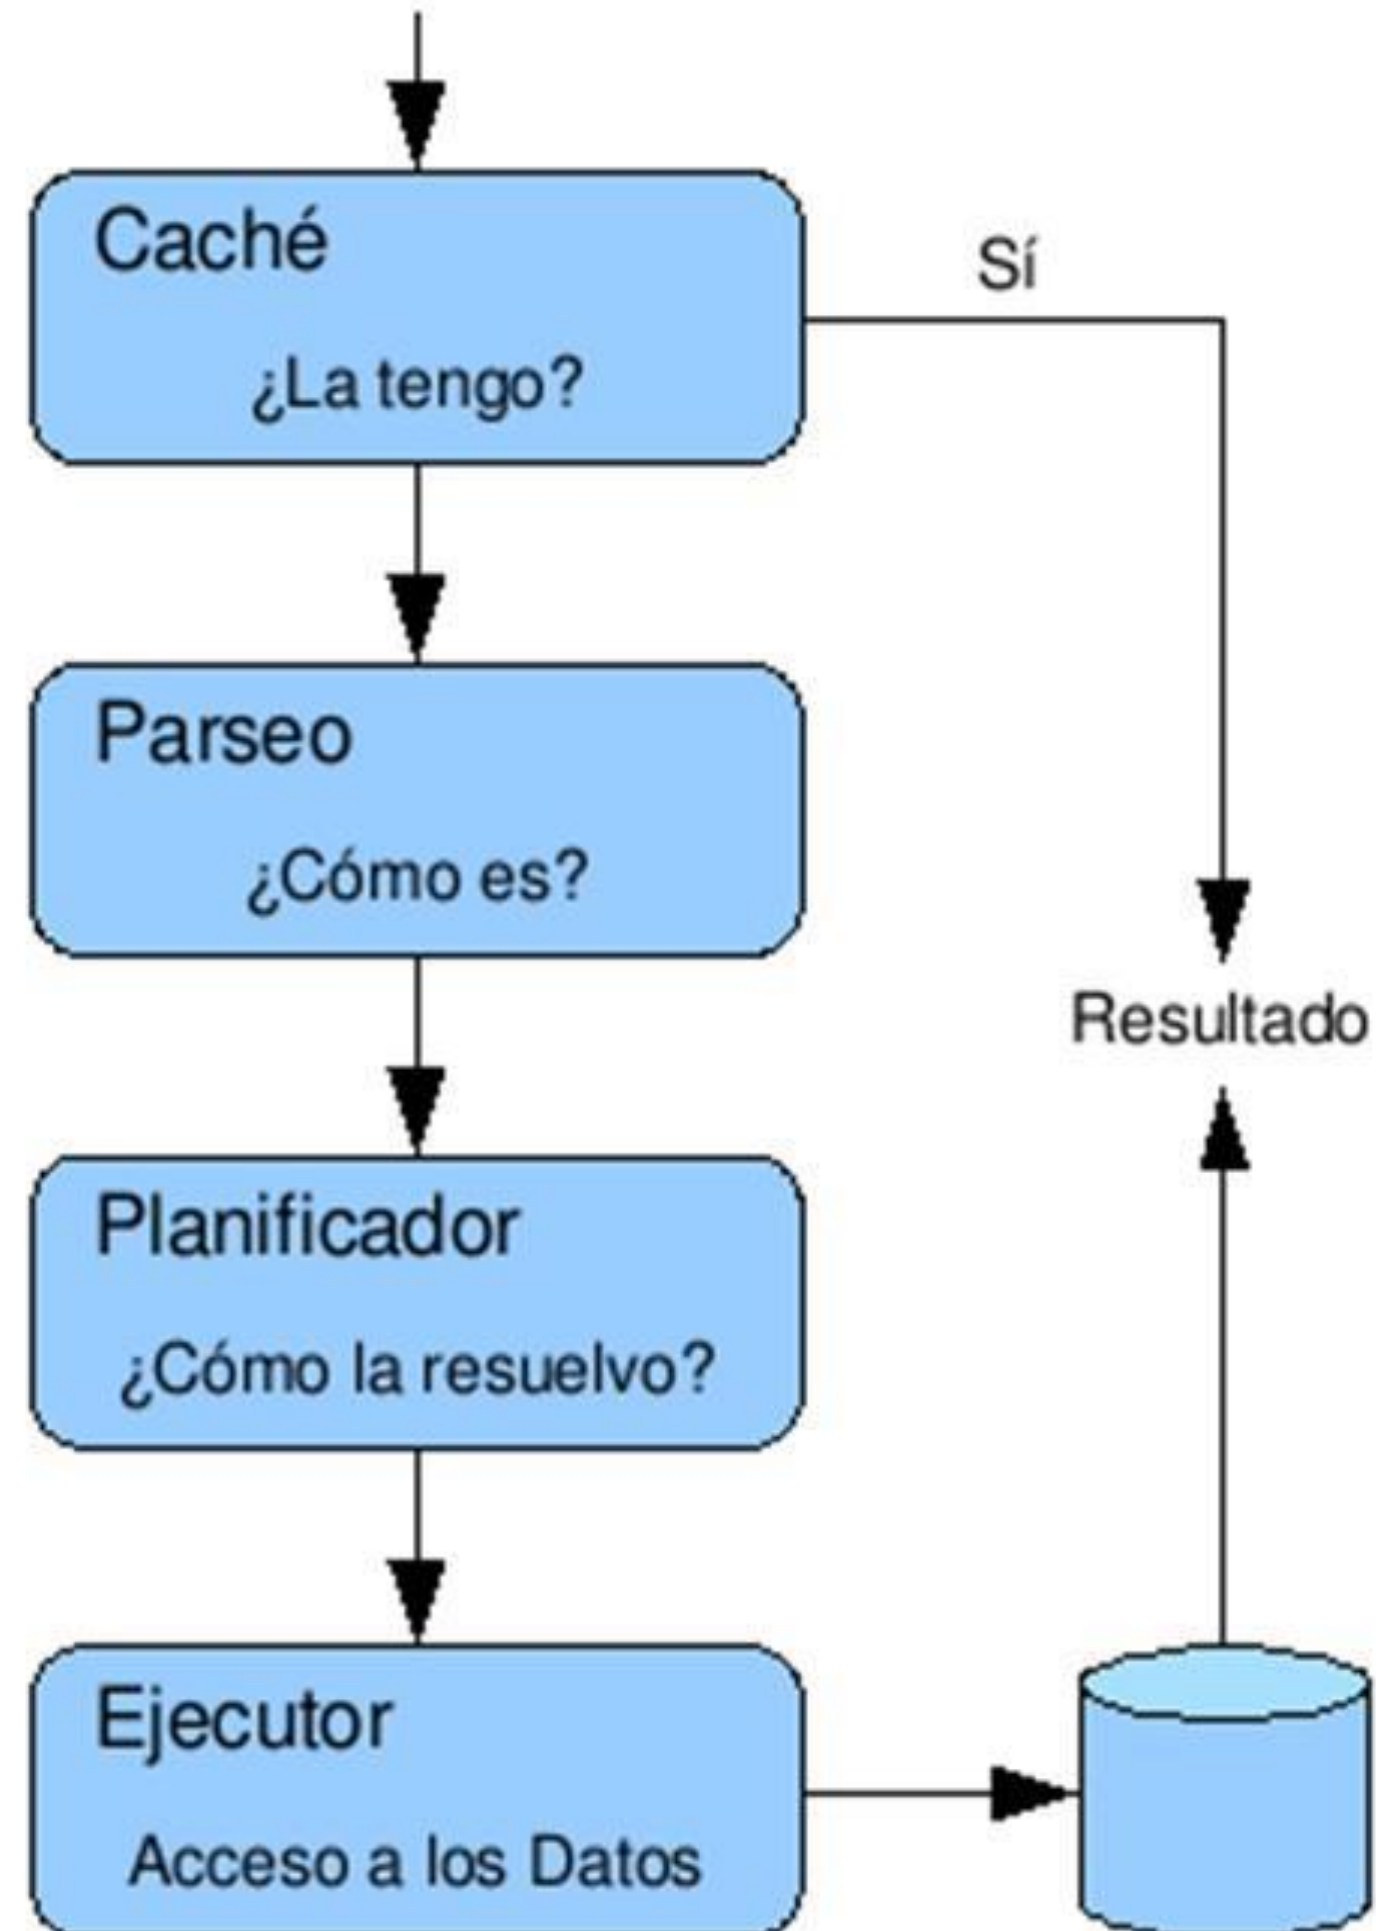 Caché
Sí
¿La tengo?
Parseo
¿Cómo es?
Resultado
Planificador
¿Cómo la resuelvo?
Ejecutor
Acceso a los Datos